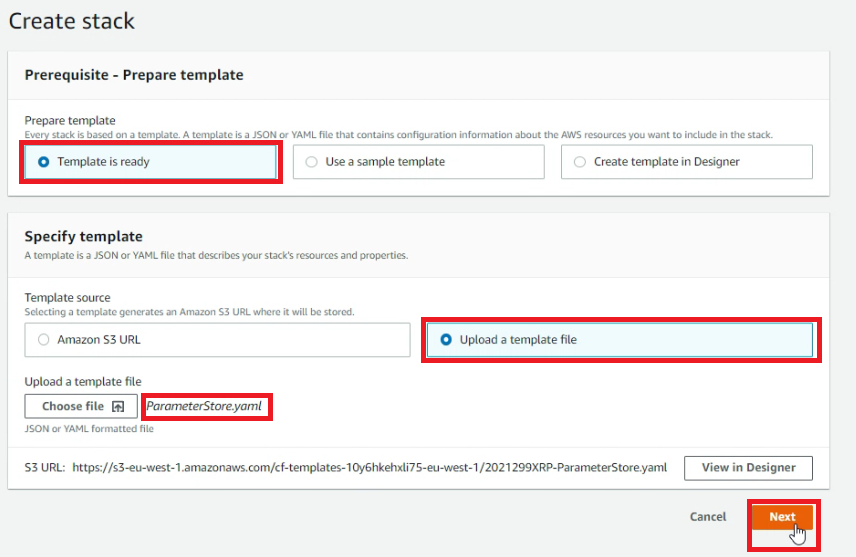 Create stack
Prerequisite - Prepare template
Prepare template
Every stack is based on a template. A template is a JSON or YAML file that contains configuration information about the AWS resources you want to include in the stack.
Template is ready
Use a sample template
Create template in Designer
Specify template
A template is a JSON or YAML file that describes your stack's resources and properties.
Template source
Selecting a template generates an Amazon S3 URL where it will be stored.
Amazon S3 URL
Upload a template file
Upload a template file
Choose file
ParameterStore.yaml
JSON or YAML formatted file
S3 URL: https://s3-eu-west-1.amazonaws.com/cf-templates-10y6hkehxli75-eu-west-1/2021299XRP-ParameterStore.yaml
View in Designer
Cancel
Next